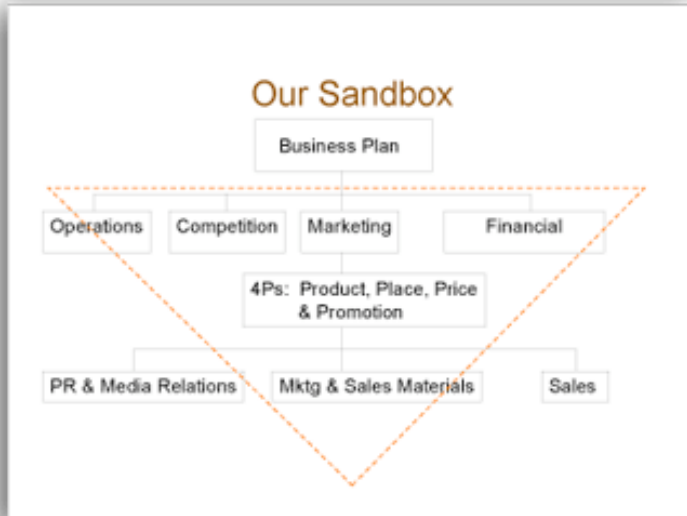 Our Sandbox
Business Plan
Operations
Competition
Marketing
Financial
4Ps: Product, Place, Price
& Promotion
PR & Media Relations
Mktg & Sales Materials
Sales